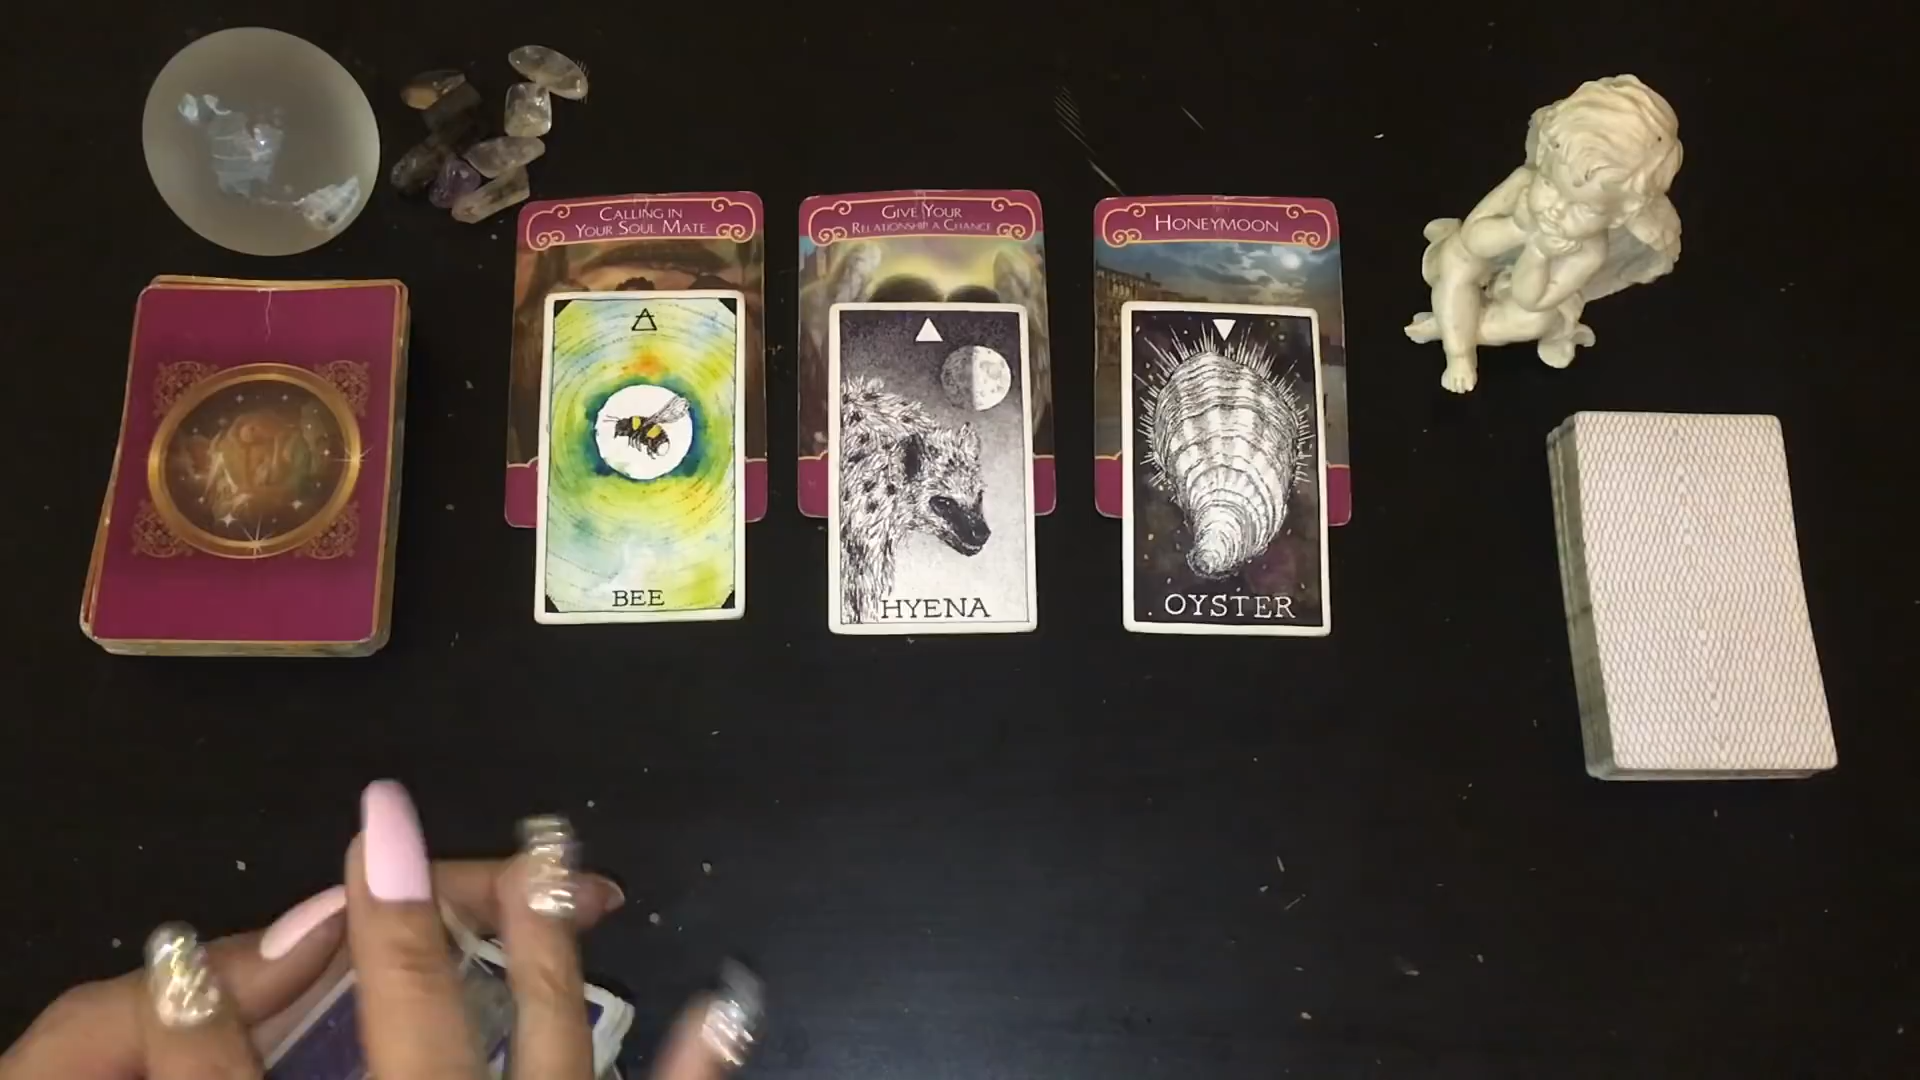 CALLING IN
YOUR SOUL MATE
GIVE YOUR
RELATIONSHIP A CHANCE
HONEYMOON
BEE
HYENA
OYSTER